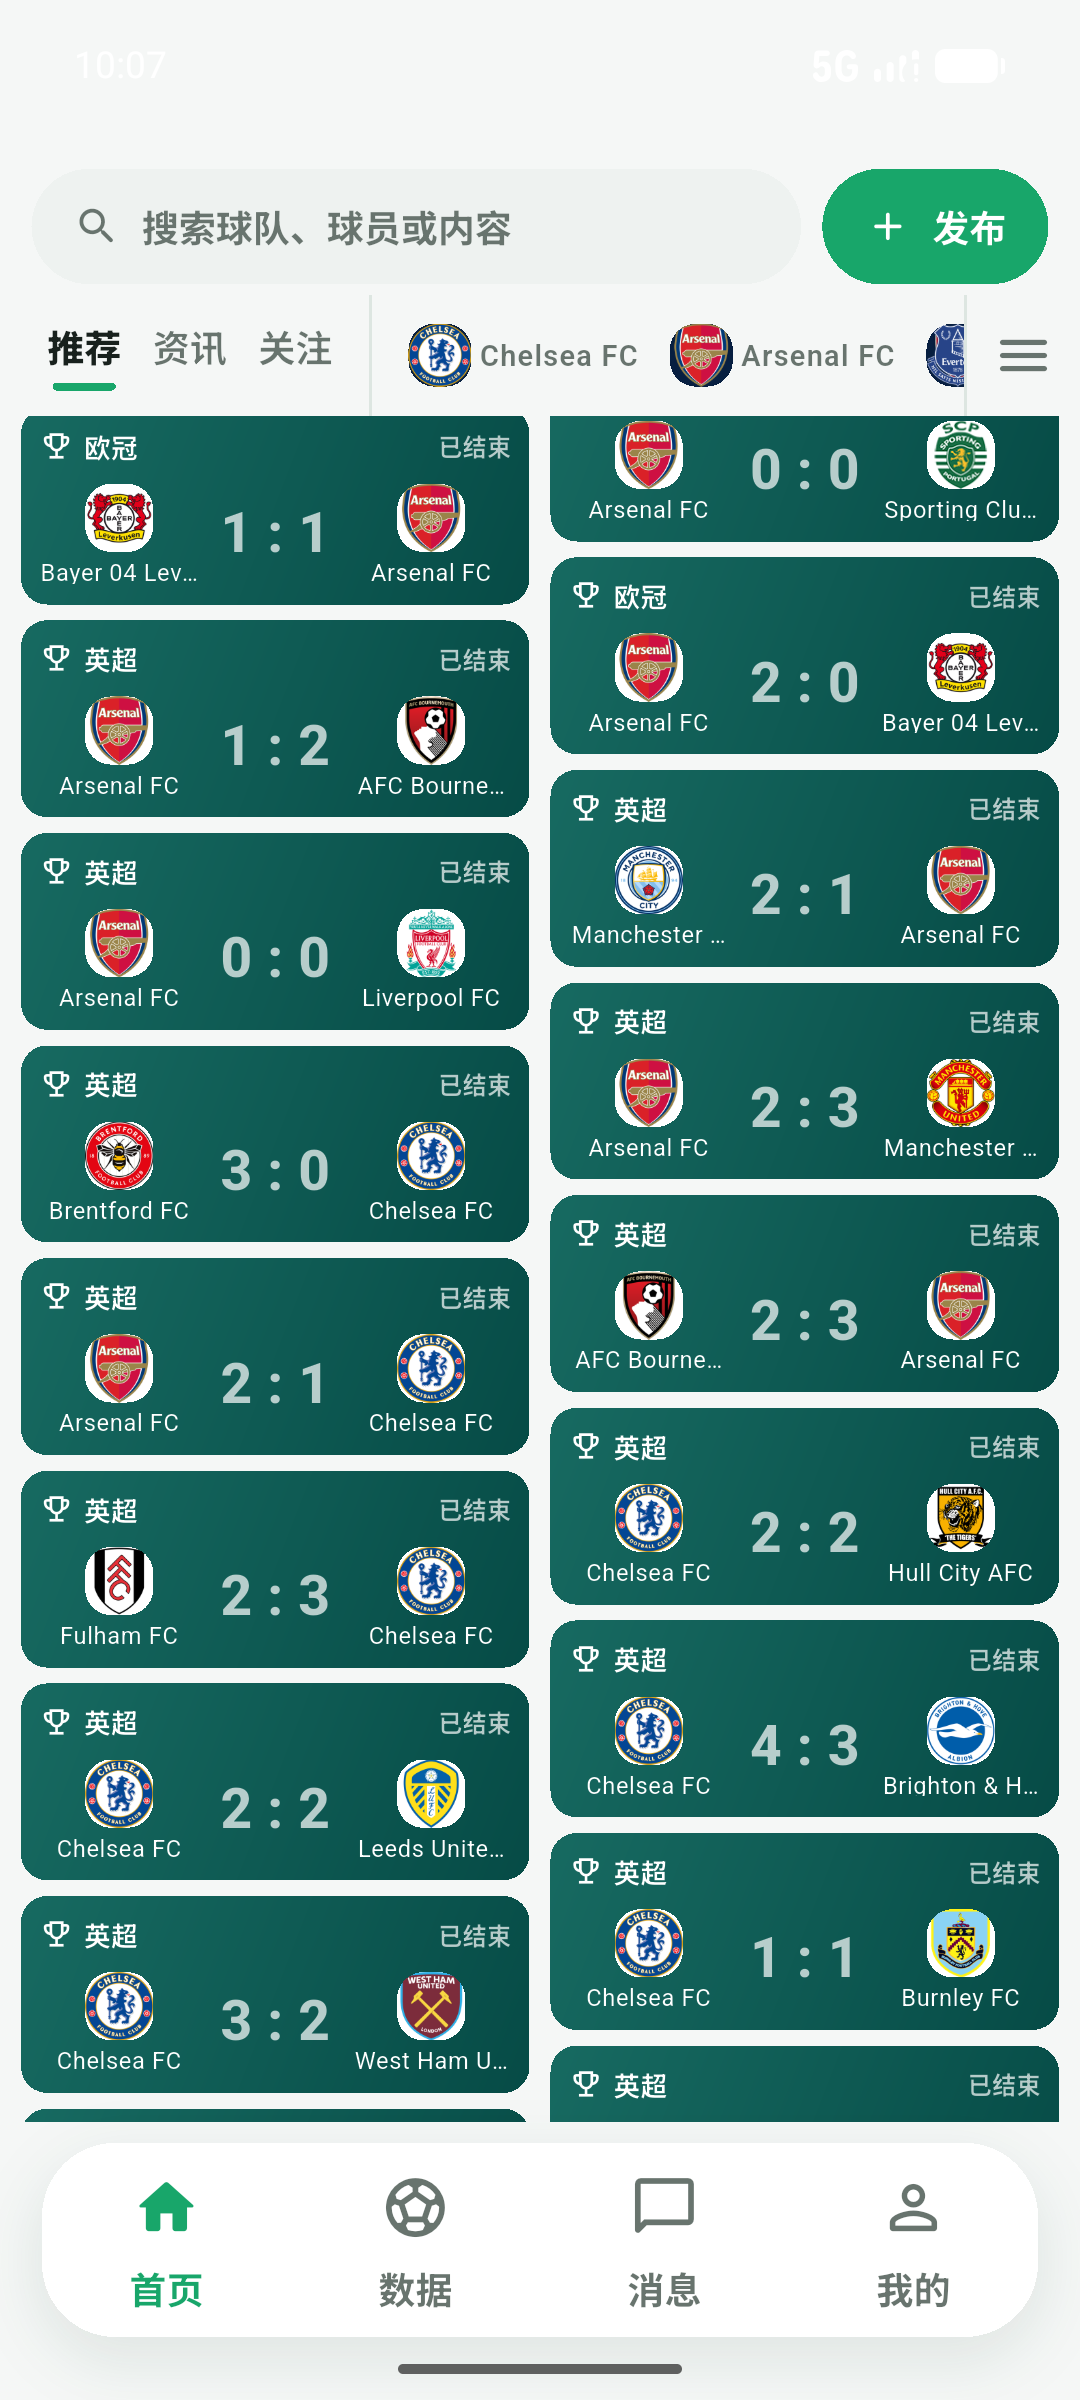 10:07
5G
搜索球队、球员或内容
+ 发布
推荐 资讯 关注
Chelsea FC
Arsenal FC
欧冠 已结束
1 : 1
Bayer 04 Lev...
Arsenal FC
英超 已结束
1 : 2
Arsenal FC
AFC Bourne...
英超 已结束
0 : 0
Arsenal FC
Liverpool FC
英超 已结束
3 : 0
Brentford FC
Chelsea FC
英超 已结束
2 : 1
Arsenal FC
Chelsea FC
英超 已结束
2 : 3
Fulham FC
Chelsea FC
英超 已结束
2 : 2
Chelsea FC
Leeds Unite...
英超 已结束
3 : 2
Chelsea FC
West Ham U...
0 : 0
Arsenal FC
Sporting Clu...
欧冠 已结束
2 : 0
Arsenal FC
Bayer 04 Lev...
英超 已结束
2 : 1
Manchester ...
Arsenal FC
英超 已结束
2 : 3
Arsenal FC
Manchester ...
英超 已结束
2 : 3
AFC Bourne...
Arsenal FC
英超 已结束
2 : 2
Chelsea FC
Hull City AFC
英超 已结束
4 : 3
Chelsea FC
Brighton & H...
英超 已结束
1 : 1
Chelsea FC
Burnley FC
英超 已结束
首页 数据 消息 我的